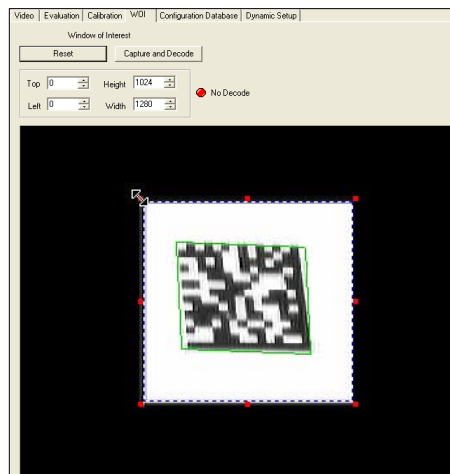 Video Evaluation Calibration WOI Configuration Database Dynamic Setup
Window of Interest
Reset Capture and Decode
Top 0 Height 1024
Left 0 Width 1280
No Decode